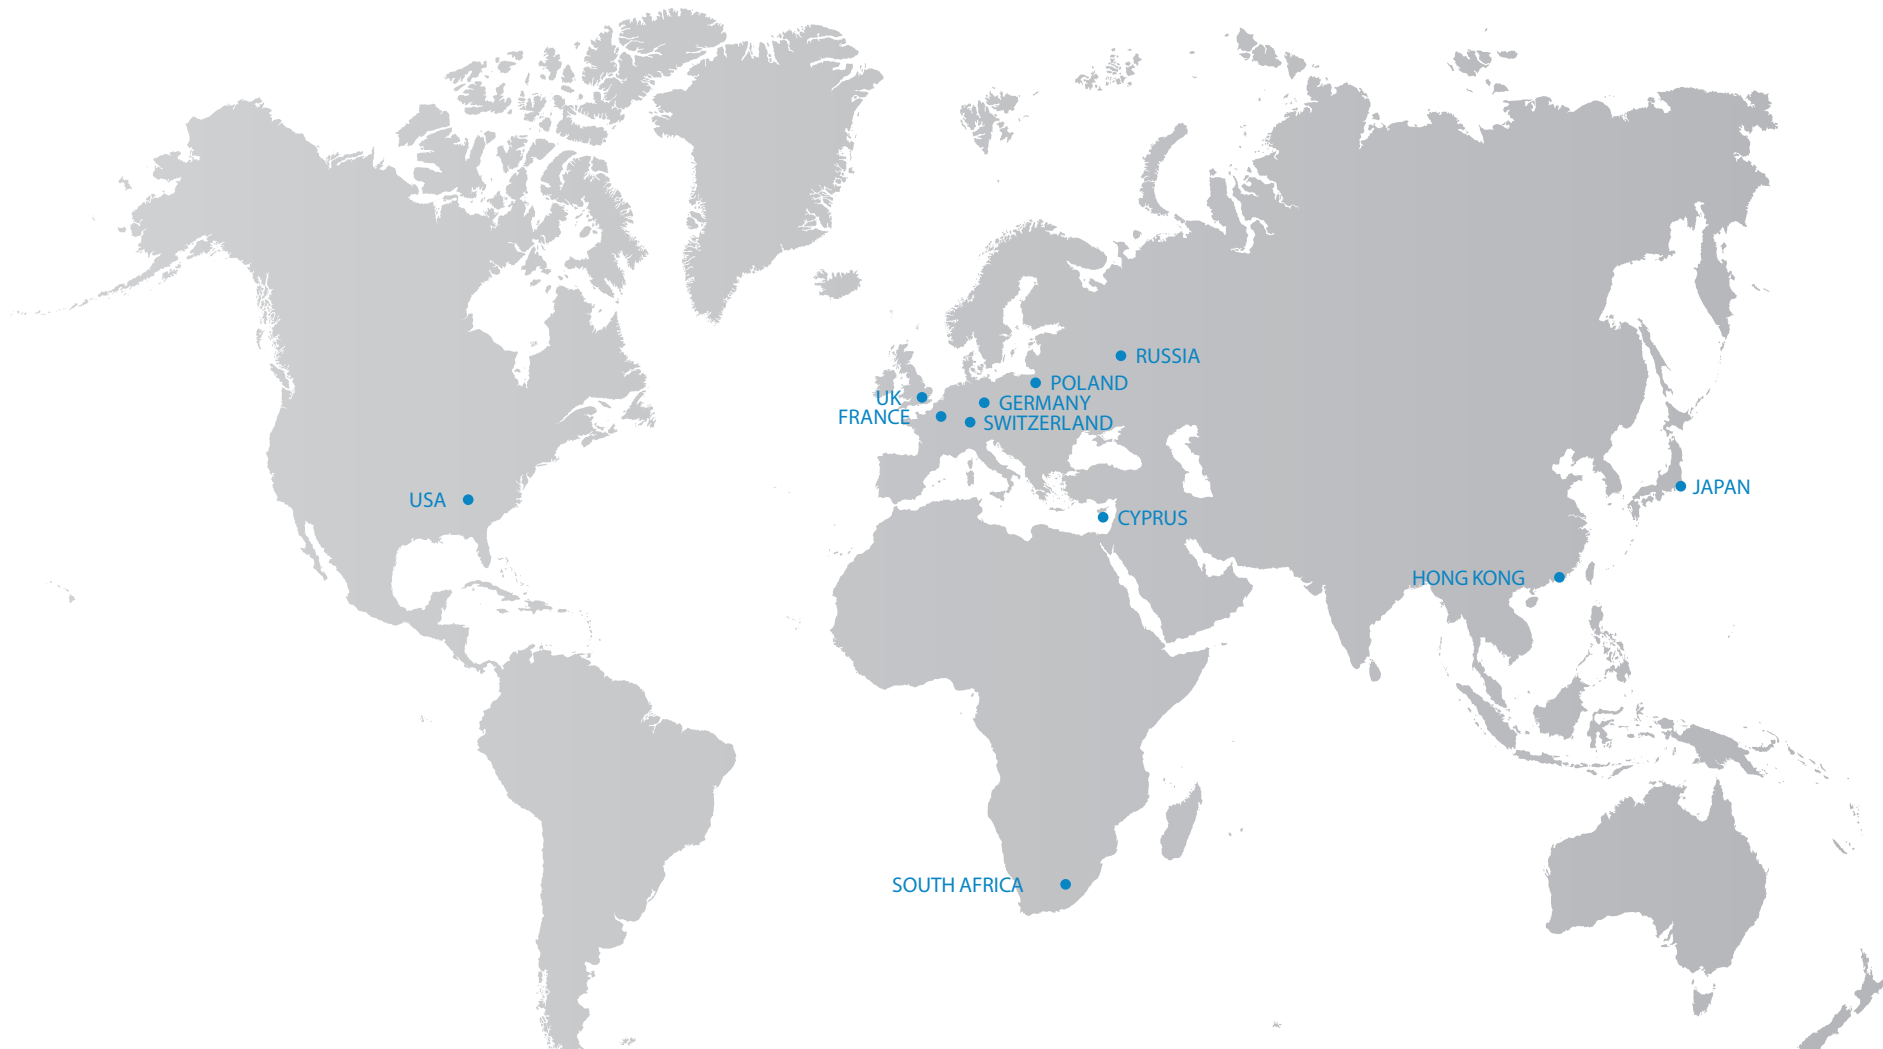 RUSSIA
POLAND
UK
GERMANY
FRANCE
SWITZERLAND
USA
JAPAN
CYPRUS
HONG KONG
SOUTH AFRICA